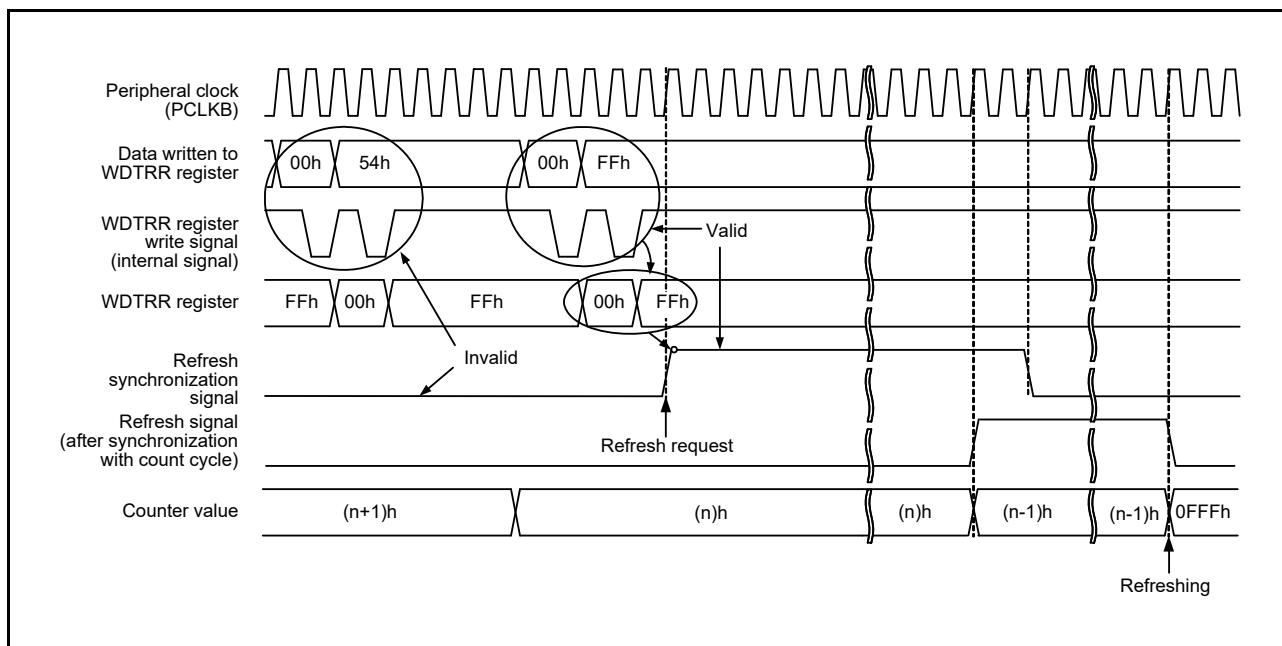 Peripheral clock
(PCLKB)
Data written to
WDTRR register
00h
54h
00h
FFh
WDTRR register
write signal
(internal signal)
Valid
WDTRR register
FFh
00h
FFh
00h
FFh
Invalid
Refresh
synchronization
signal
Refresh request
Refresh signal
(after synchronization
with count cycle)
Counter value
(n+1)h
(n)h
(n)h
(n-1)h
(n-1)h
0FFFh
Refreshing